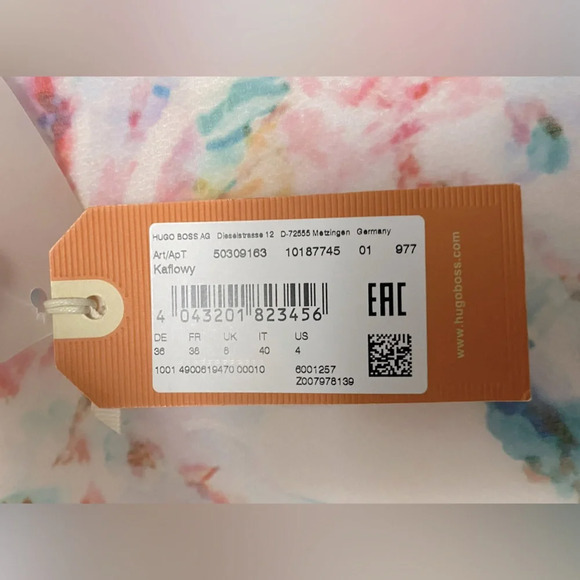 HUGO BOSS AG Dieselstrasse 12 D-72555 Metzingen Germany
Art/ApT 50309163 10187745 01 977
Kaflowy
EAC
4 043201 823456
DE FR UK IT US
36 36 8 40 4
1001 4900619470 00010 6001257
Z007978139
www.hugoboss.com